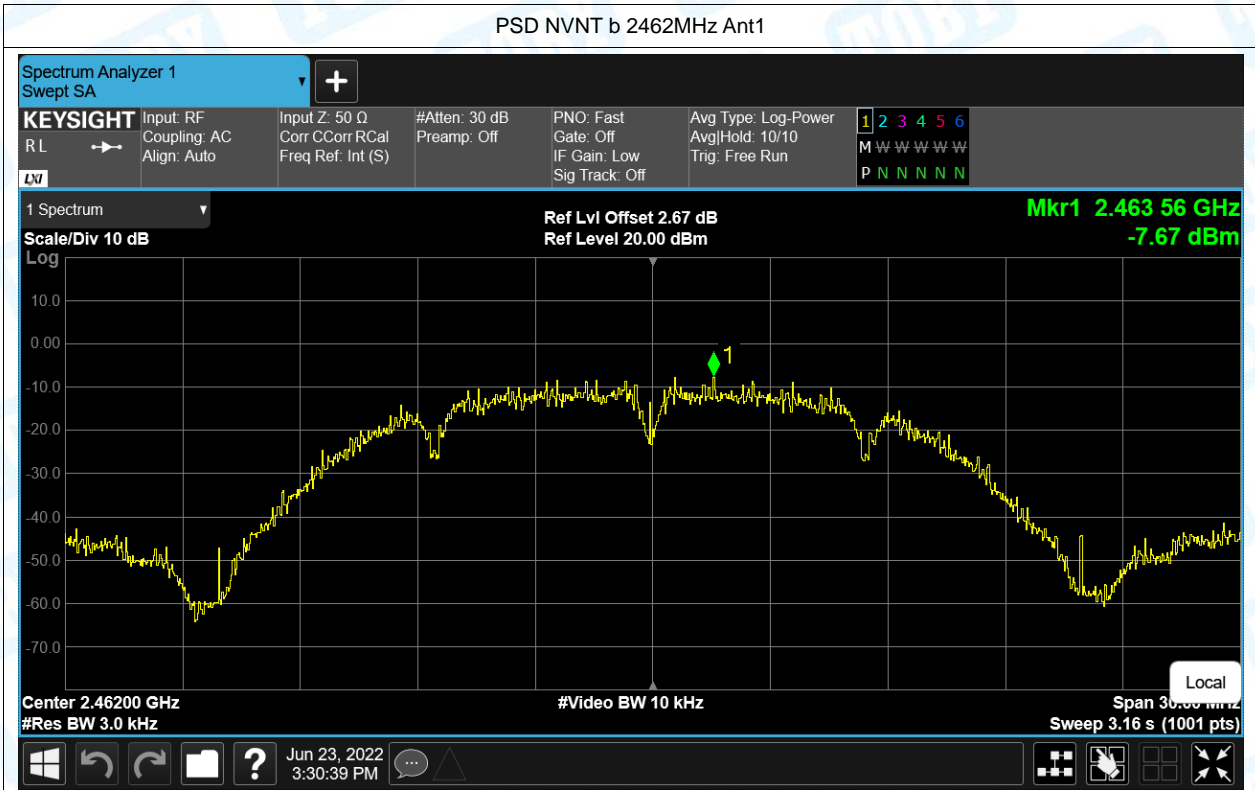 PSD NVNT b 2462MHz Ant1
Spectrum Analyzer 1
Swept SA
KEYSIGHT
R L
LXI
Input: RF
Coupling: AC
Align: Auto
Input Z: 50 Ω
Corr CCorr RCal
Freq Ref: Int (S)
#Atten: 30 dB
Preamp: Off
PNO: Fast
Gate: Off
IF Gain: Low
Sig Track: Off
Avg Type: Log-Power
Avg|Hold: 10/10
Trig: Free Run
1 2 3 4 5 6
M W W W W W
P N N N N N
1 Spectrum
Scale/Div 10 dB
Log
Ref Lvl Offset 2.67 dB
Ref Level 20.00 dBm
Mkr1 2.463 56 GHz
-7.67 dBm
10.0
0.00
-10.0
-20.0
-30.0
-40.0
-50.0
-60.0
-70.0
1
Local
Center 2.46200 GHz
#Res BW 3.0 kHz
#Video BW 10 kHz
Span 30.00 MHz
Sweep 3.16 s (1001 pts)
?
Jun 23, 2022
3:30:39 PM